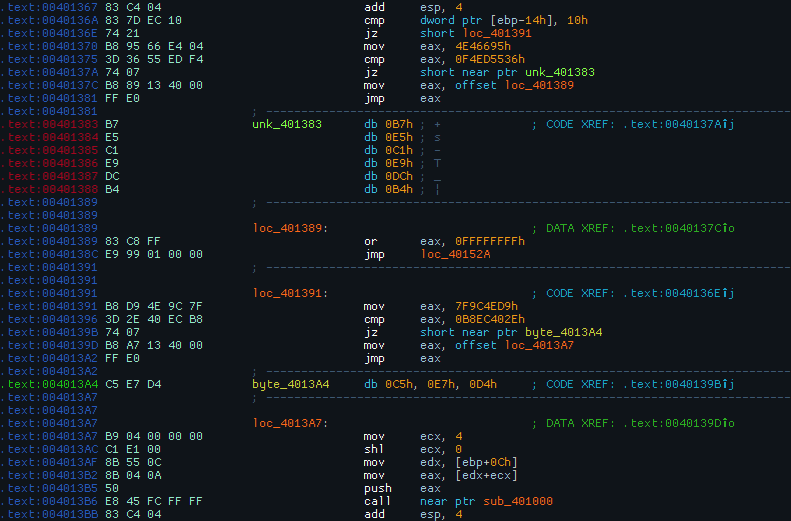 .text:00401367 83 C4 04 add esp, 4
.text:0040136A 83 7D EC 10 cmp dword ptr [ebp-14h], 10h
.text:0040136E 74 21 jz short loc_401391
.text:00401370 B8 95 66 E4 04 mov eax, 4E46695h
.text:00401375 3D 36 55 ED F4 cmp eax, 0F4ED5536h
.text:0040137A 74 07 jz short near ptr unk_401383
.text:0040137C B8 89 13 40 00 mov eax, offset loc_401389
.text:00401381 FF E0 jmp eax
.text:00401381 ; ---------------------------------------------------------------------------
.text:00401383 B7 unk_401383 db 0B7h ; + ; CODE XREF: .text:0040137Aîj
.text:00401384 E5 db 0E5h ; s
.text:00401385 C1 db 0C1h ; -
.text:00401386 E9 db 0E9h ; T
.text:00401387 DC db 0DCh ; _
.text:00401388 B4 db 0B4h ; ¦
.text:00401389 ; ---------------------------------------------------------------------------
.text:00401389
.text:00401389 loc_401389: ; DATA XREF: .text:0040137Cîo
.text:00401389 83 C8 FF or eax, 0FFFFFFFFh
.text:0040138C E9 99 01 00 00 jmp loc_40152A
.text:00401391 ; ---------------------------------------------------------------------------
.text:00401391
.text:00401391 loc_401391: ; CODE XREF: .text:0040136Eîj
.text:00401391 B8 D9 4E 9C 7F mov eax, 7F9C4ED9h
.text:00401396 3D 2E 40 EC B8 cmp eax, 0B8EC402Eh
.text:0040139B 74 07 jz short near ptr byte_4013A4
.text:0040139D B8 A7 13 40 00 mov eax, offset loc_4013A7
.text:004013A2 FF E0 jmp eax
.text:004013A2 ; ---------------------------------------------------------------------------
.text:004013A4 C5 E7 D4 byte_4013A4 db 0C5h, 0E7h, 0D4h ; CODE XREF: .text:0040139Bîj
.text:004013A7 ; ---------------------------------------------------------------------------
.text:004013A7
.text:004013A7
.text:004013A7 loc_4013A7: ; DATA XREF: .text:0040139Dîo
.text:004013A7 B9 04 00 00 00 mov ecx, 4
.text:004013AC C1 E1 00 shl ecx, 0
.text:004013AF 8B 55 0C mov edx, [ebp+0Ch]
.text:004013B2 8B 04 0A mov eax, [edx+ecx]
.text:004013B5 50 push eax
.text:004013B6 E8 45 FC FF FF call near ptr sub_401000
.text:004013BB 83 C4 04 add esp, 4